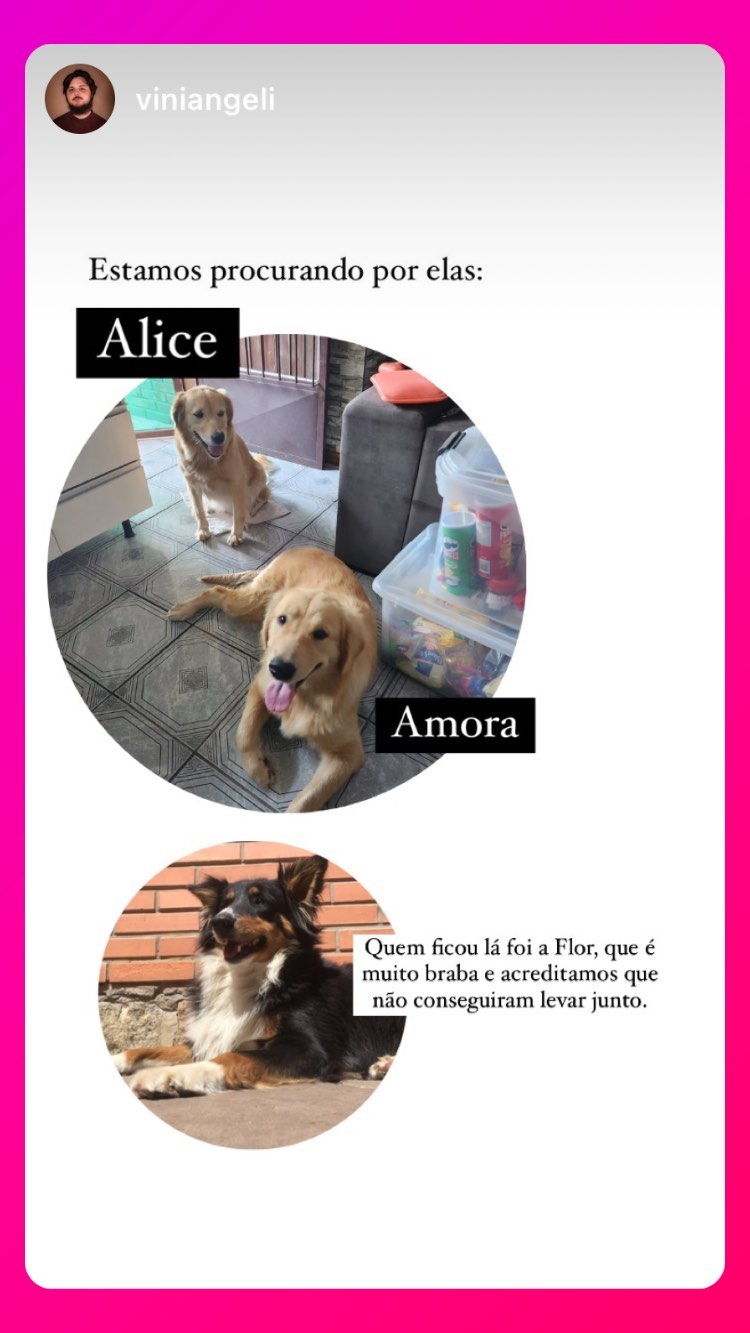 viniangeli
Estamos procurando por elas:
Alice
Amora
Quem ficou lá foi a Flor, que é
muito braba e acreditamos que
não conseguiram levar junto.